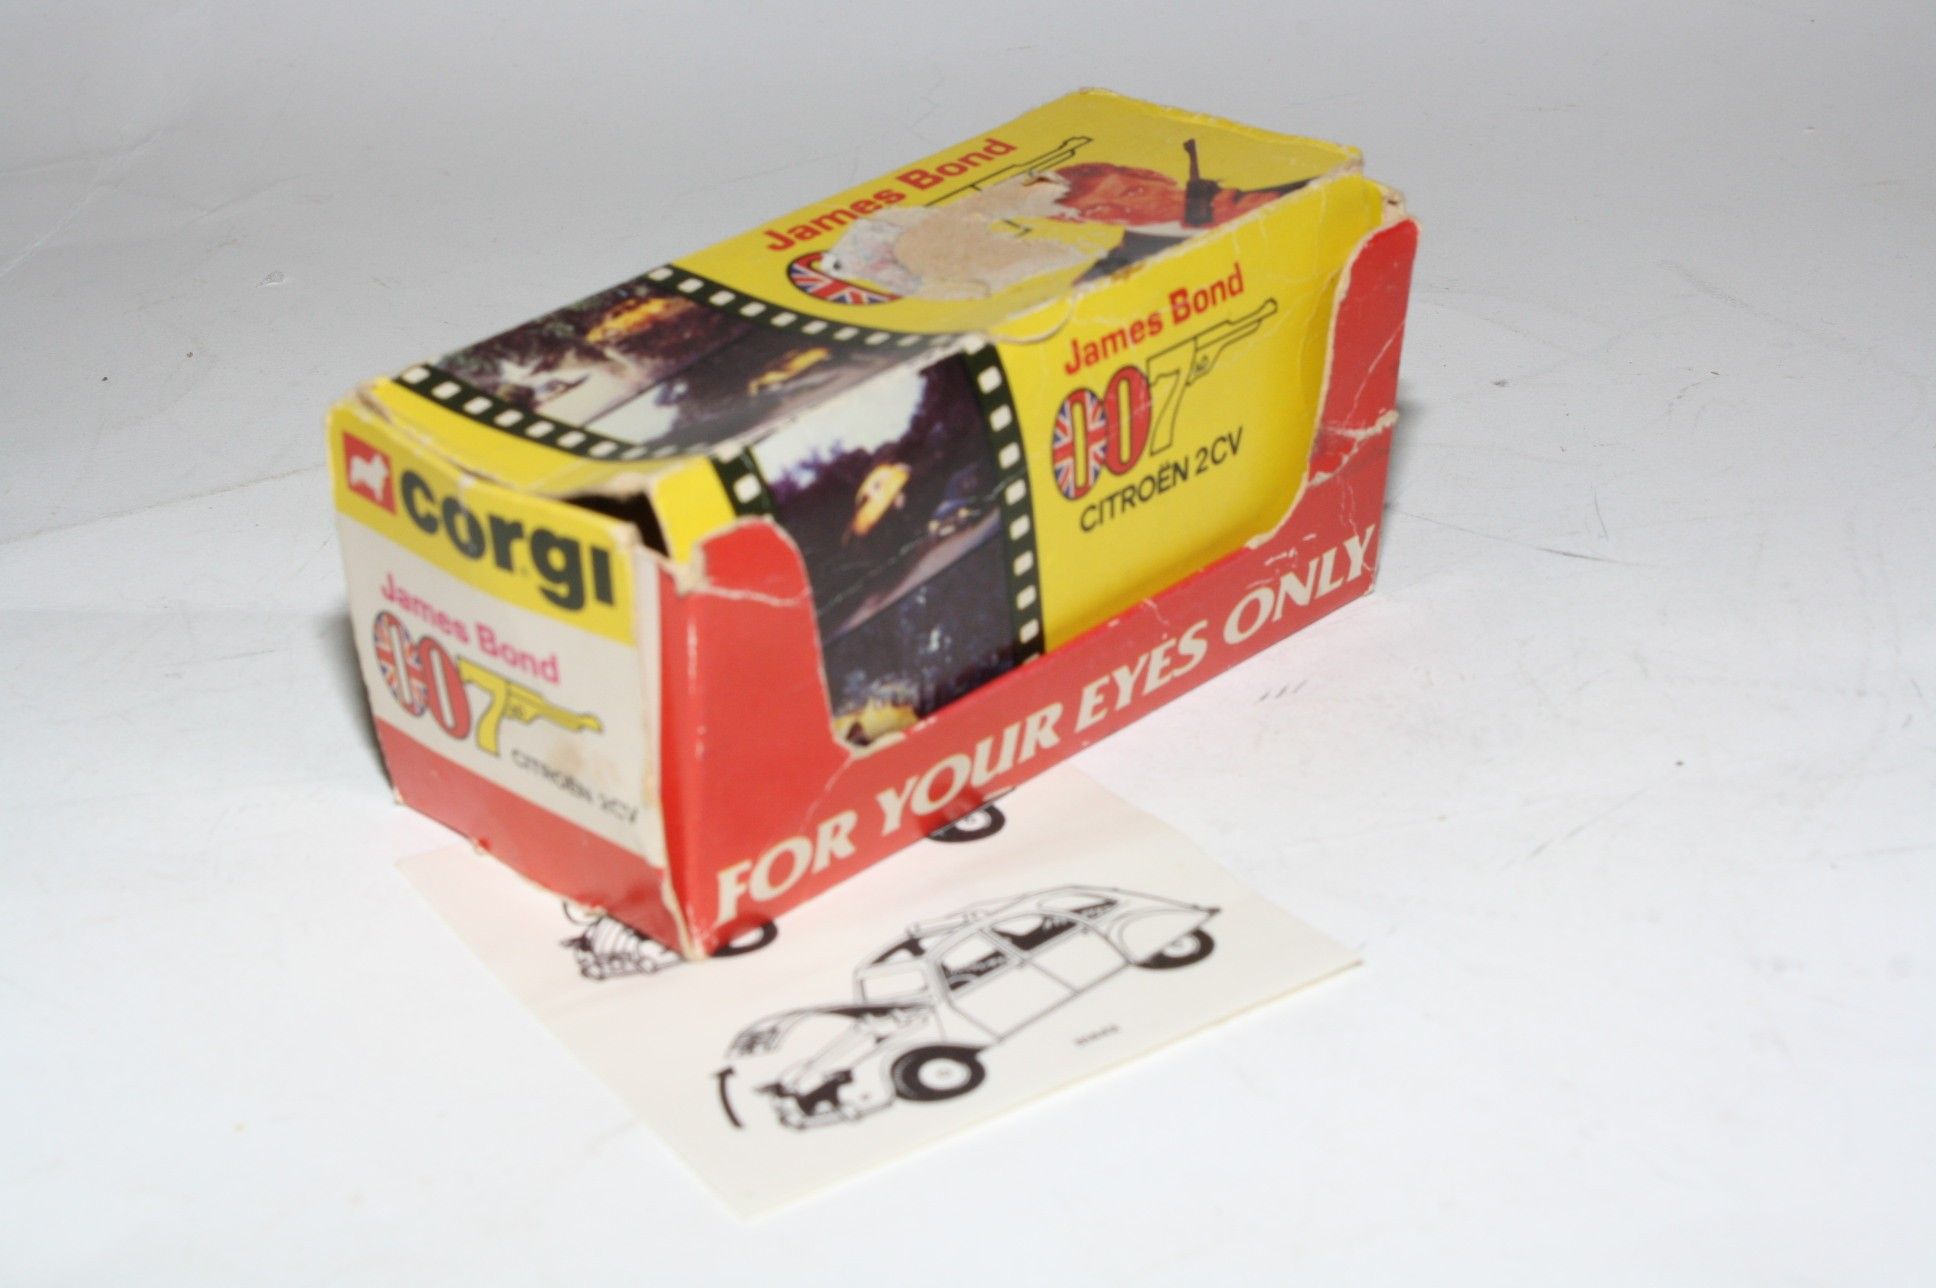 James Bond
James Bond
007
CITROËN 2CV
corgi
James Bond
007
CITROËN 2CV
FOR YOUR EYES ONLY